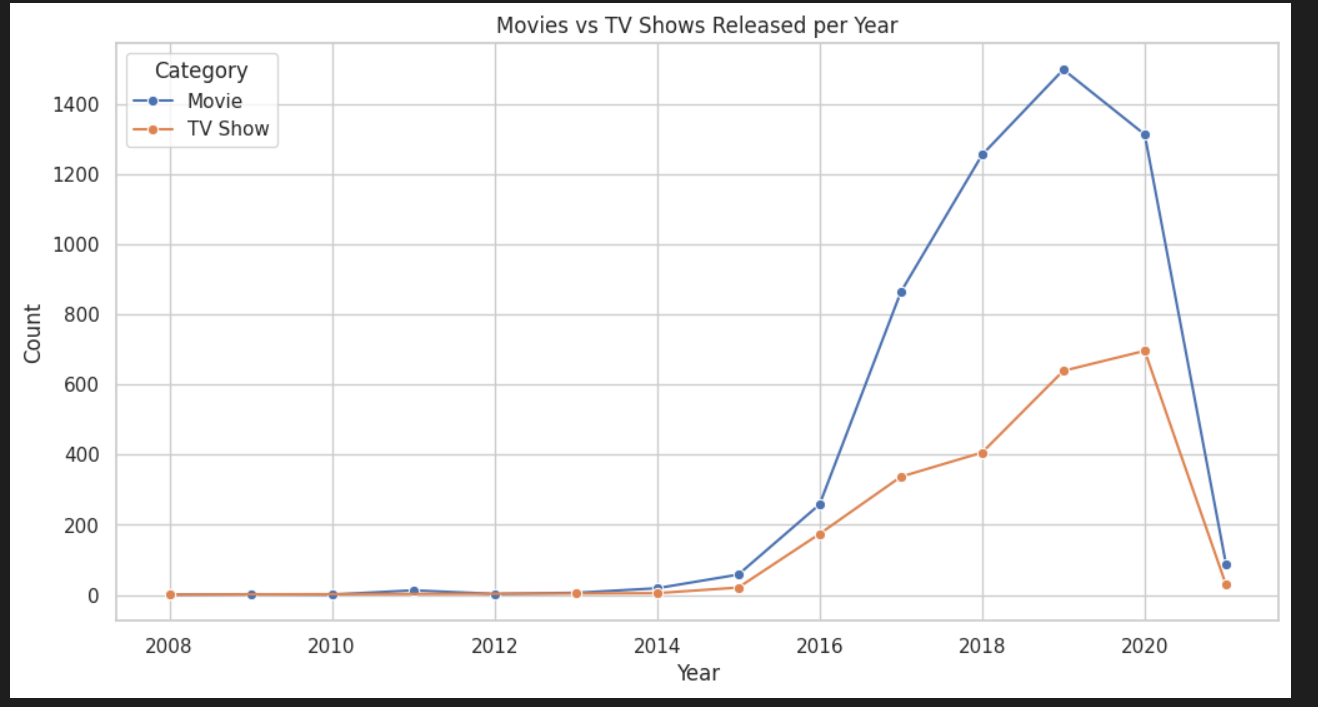 Movies vs TV Shows Released per Year
Category
Movie
TV Show
1400
1200
1000
800
600
400
200
0
Count
2008 2010 2012 2014 2016 2018 2020
Year